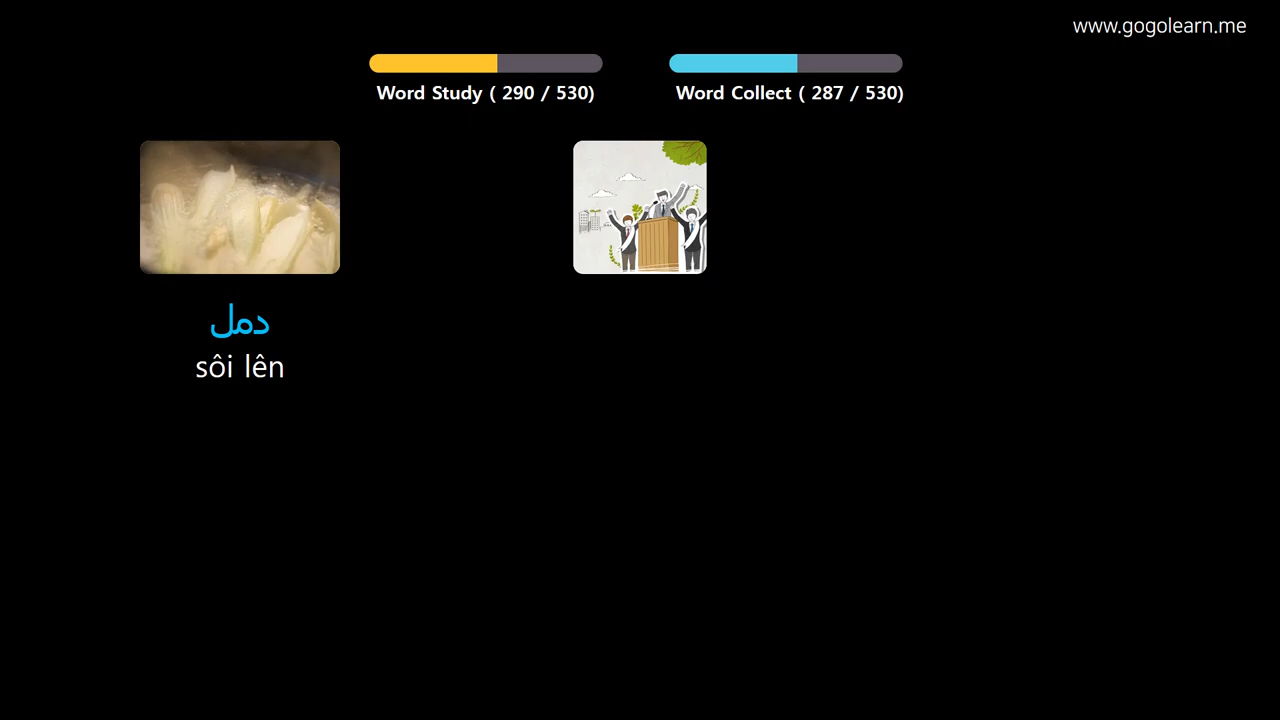 www.gogolearn.me
Word Study ( 290 / 530)
Word Collect ( 287 / 530)
دمل
sôi lên